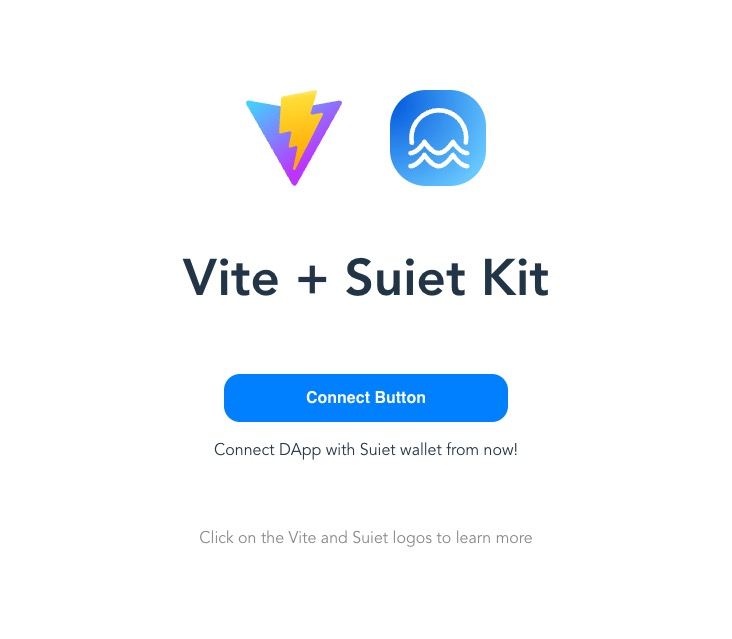 Vite + Suiet Kit
Connect Button
Connect DApp with Suiet wallet from now!
Click on the Vite and Suiet logos to learn more